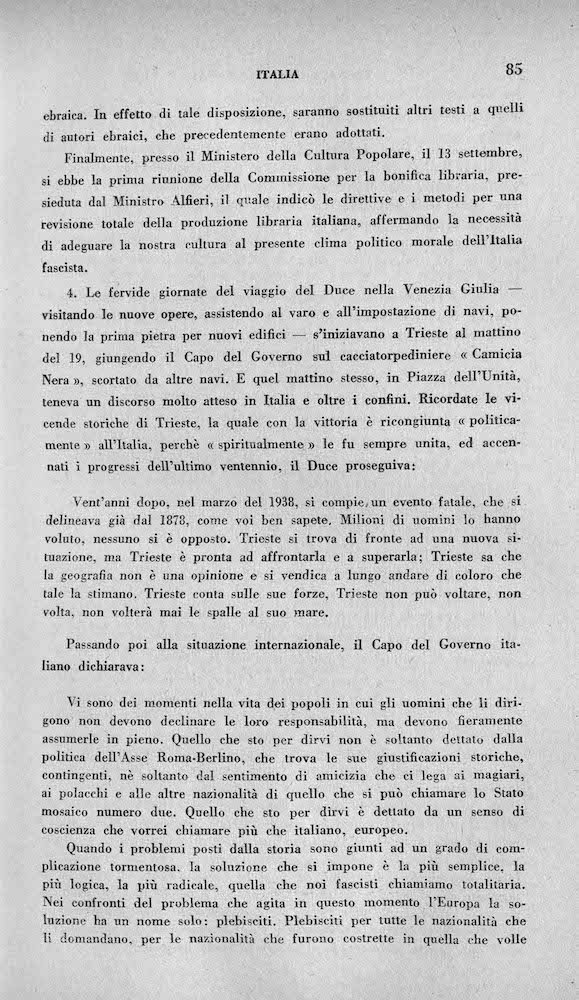 ITALIA 85
ebraica. In effetto di tale disposizione, saranno sostituiti altri testi a quelli
di autori ebraici, che precedentemente erano adottati.
Finalmente, presso il Ministero della Cultura Popolare, il 13 settembre,
si ebbe la prima riunione della Commissione per la bonifica libraria, pre-
sieduta dal Ministro Alfieri, il quale indicò le direttive e i metodi per una
revisione totale della produzione libraria italiana, affermando la necessità
di adeguare la nostra cultura al presente clima politico morale dell'Italia
fascista.
4. Le fervide giornate del viaggio del Duce nella Venezia Giulia —
visitando le nuove opere, assistendo al varo e all'impostazione di navi, po-
nendo la prima pietra per nuovi edifici — s'iniziavano a Trieste al mattino
del 19, giungendo il Capo del Governo sul cacciatorpediniere « Camicia
Nera », scortato da altre navi. E quel mattino stesso, in Piazza dell'Unità,
teneva un discorso molto atteso in Italia e oltre i confini. Ricordate le vi-
cende storiche di Trieste, la quale con la vittoria è ricongiunta « politica-
mente » all'Italia, perchè « spiritualmente » le fu sempre unita, ed accen-
nati i progressi dell'ultimo ventennio, il Duce proseguiva:
Vent'anni dopo, nel marzo del 1938, si compie un evento fatale, che si
delineava già dal 1878, come voi ben sapete. Milioni di uomini lo hanno
voluto, nessuno si è opposto. Trieste si trova di fronte ad una nuova si-
tuazione, ma Trieste è pronta ad affrontarla e a superarla; Trieste sa che
la geografia non è una opinione e si vendica a lungo andare di coloro che
tale la stimano. Trieste conta sulle sue forze, Trieste non può voltare, non
volta, non volterà mai le spalle al suo mare.
Passando poi alla situazione internazionale, il Capo del Governo ita-
liano dichiarava:
Vi sono dei momenti nella vita dei popoli in cui gli uomini che li diri-
gono non devono declinare le loro responsabilità, ma devono fieramente
assumerle in pieno. Quello che sto per dirvi non è soltanto dettato dalla
politica dell'Asse Roma-Berlino, che trova le sue giustificazioni storiche,
contingenti, nè soltanto dal sentimento di amicizia che ci lega ai magiari,
ai polacchi e alle altre nazionalità di quello che si può chiamare lo Stato
mosaico numero due. Quello che sto per dirvi è dettato da un senso di
coscienza che vorrei chiamare più che italiano, europeo.
Quando i problemi posti dalla storia sono giunti ad un grado di com-
plicazione tormentosa, la soluzione che si impone è la più semplice, la
più logica, la più radicale, quella che noi fascisti chiamiamo totalitaria.
Nei confronti del problema che agita in questo momento l'Europa la so-
luzione ha un nome solo: plebisciti. Plebisciti per tutte le nazionalità che
li domandano, per le nazionalità che furono costrette in quella che volle